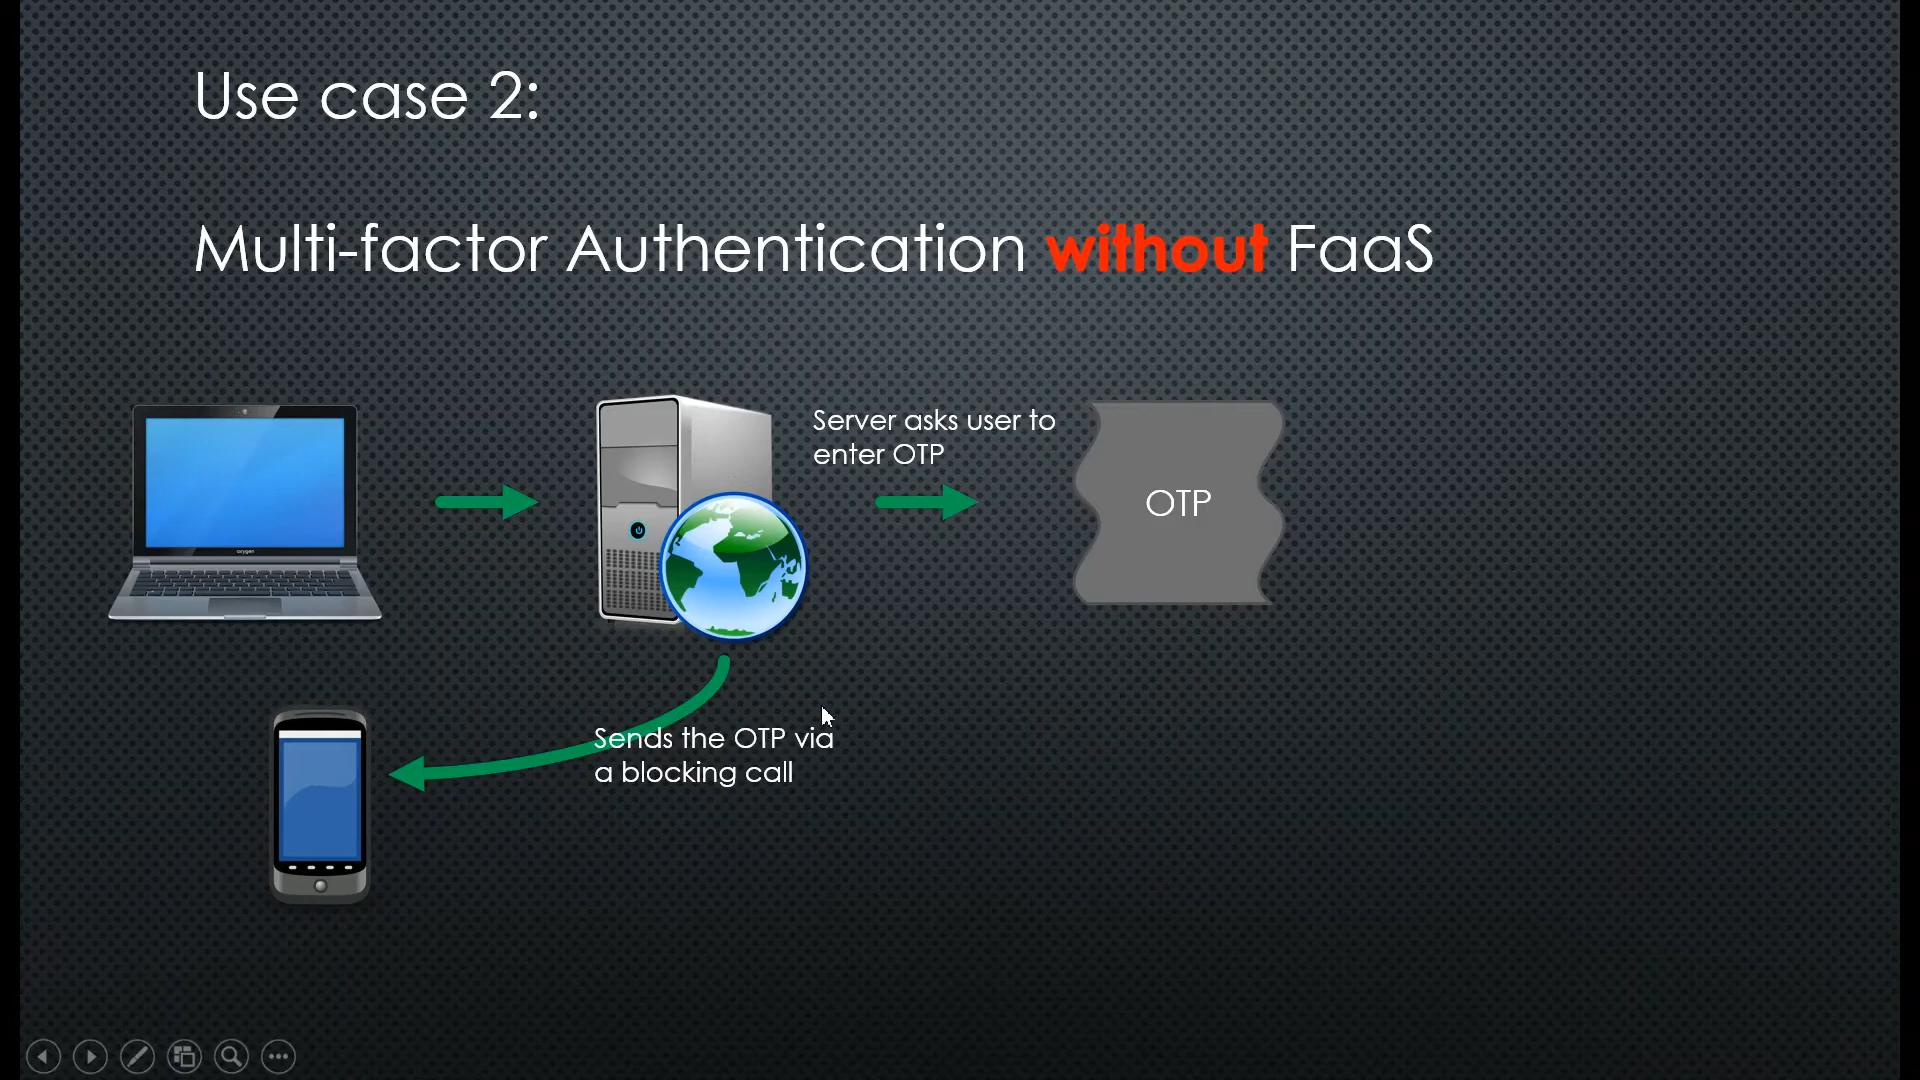 Use case 2:
Multi-factor Authentication without FaaS
Server asks user to
enter OTP
OTP
oxygen
Sends the OTP via
a blocking call